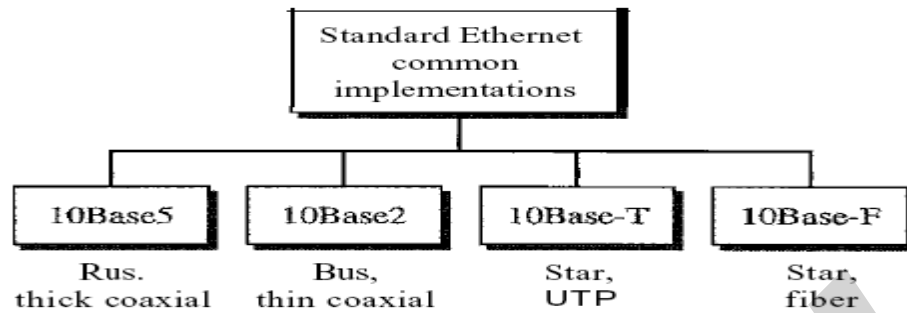 Standard Ethernet
common
implementations
10Base5
10Base2
10Base-T
10Base-F
Rus.
thick coaxial
Bus,
thin coaxial
Star,
UTP
Star,
fiber